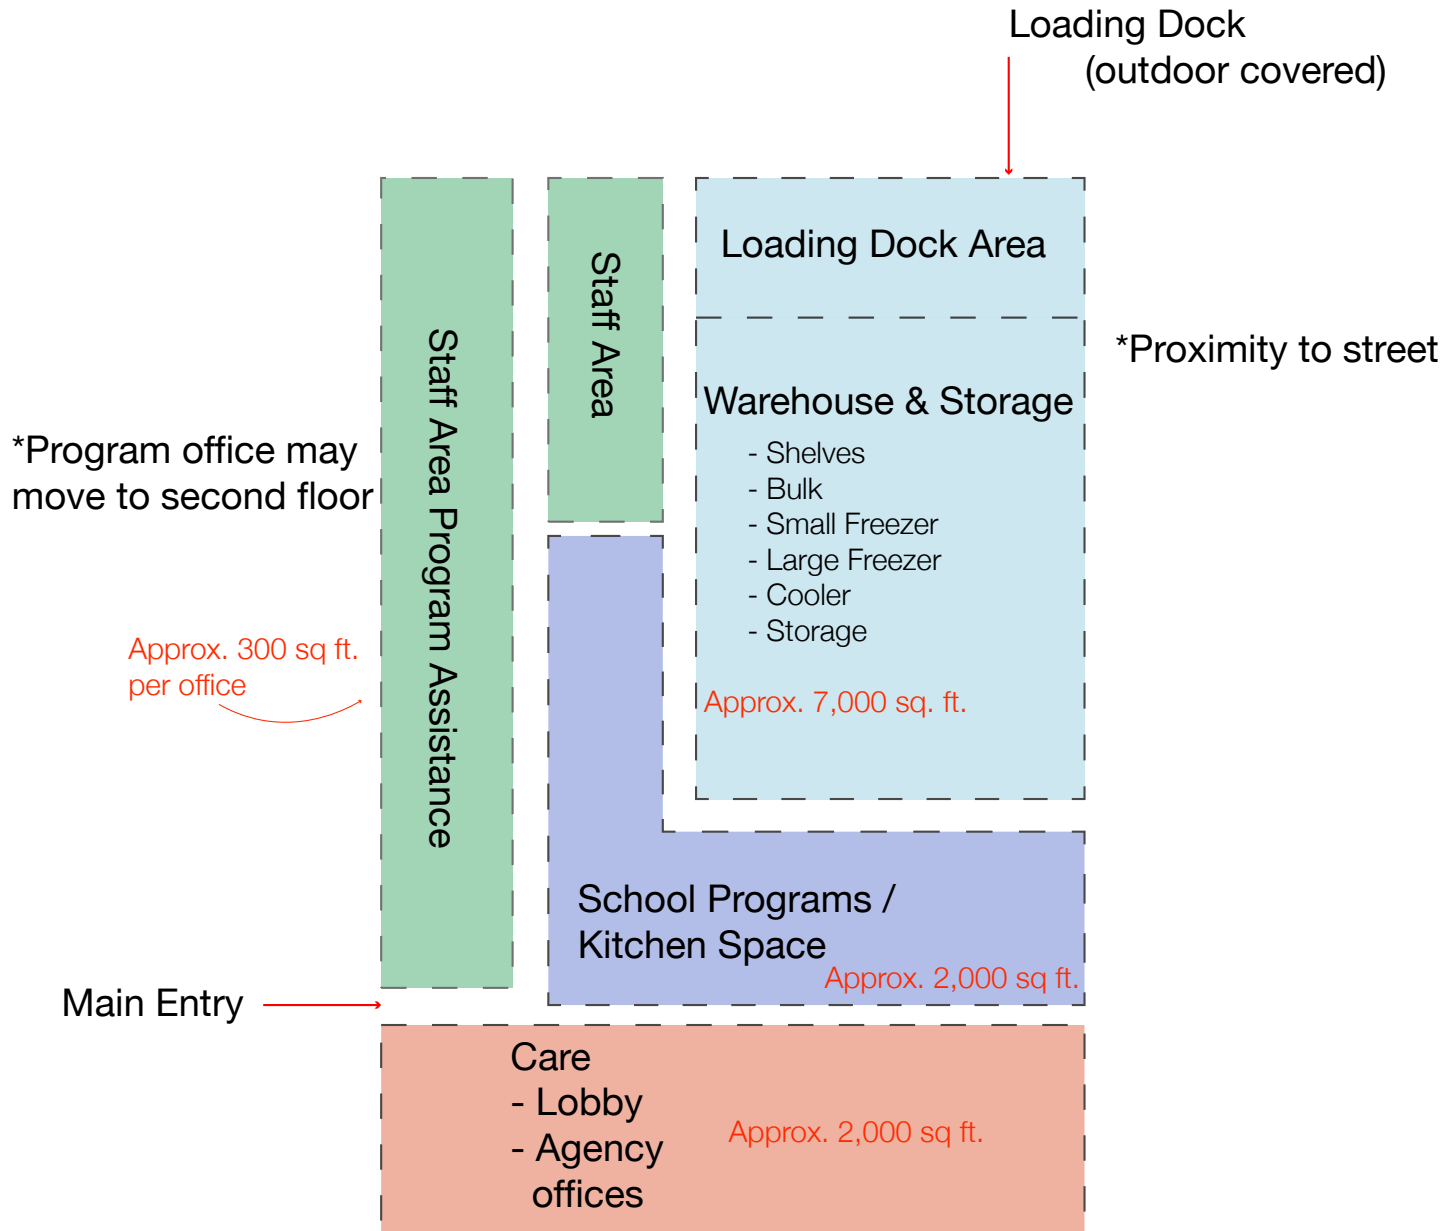 Loading Dock
(outdoor covered)
Loading Dock Area
Staff Area
Staff Area Program Assistance
*Proximity to street
Warehouse & Storage
- Shelves
- Bulk
- Small Freezer
- Large Freezer
- Cooler
- Storage
Approx. 7,000 sq. ft.
*Program office may
move to second floor
Approx. 300 sq ft.
per office
School Programs /
Kitchen Space
Approx. 2,000 sq ft.
Main Entry
Care
- Lobby
- Agency
offices
Approx. 2,000 sq ft.